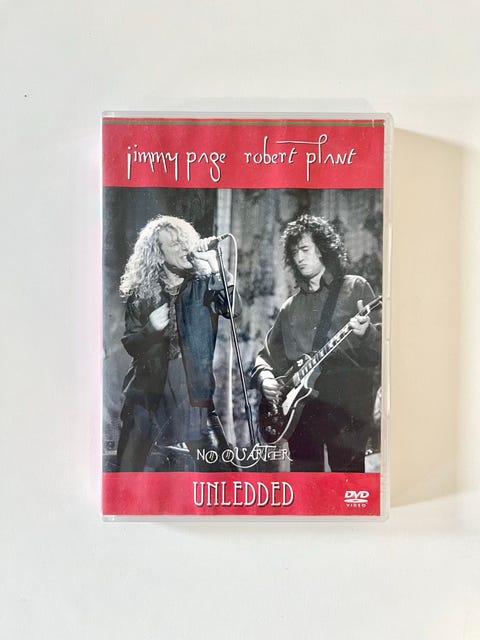 jimmy page robert plant
NO QUARTER
UNLEDDED
DVD
VIDEO